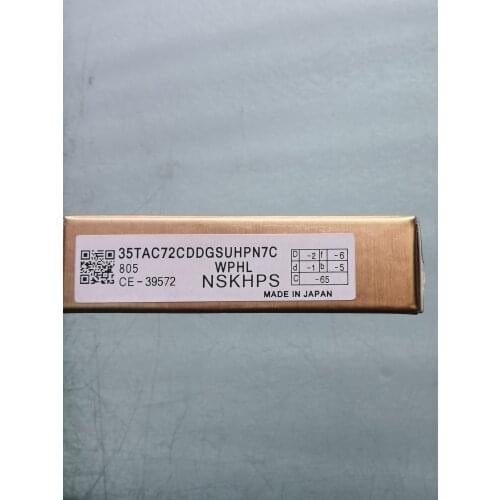 35TAC72CDDGSUHPN7C
805 WPHL
CE-39572 NSKHPS
MADE IN JAPAN
D -2 f -6
d -1 b -5
C -65